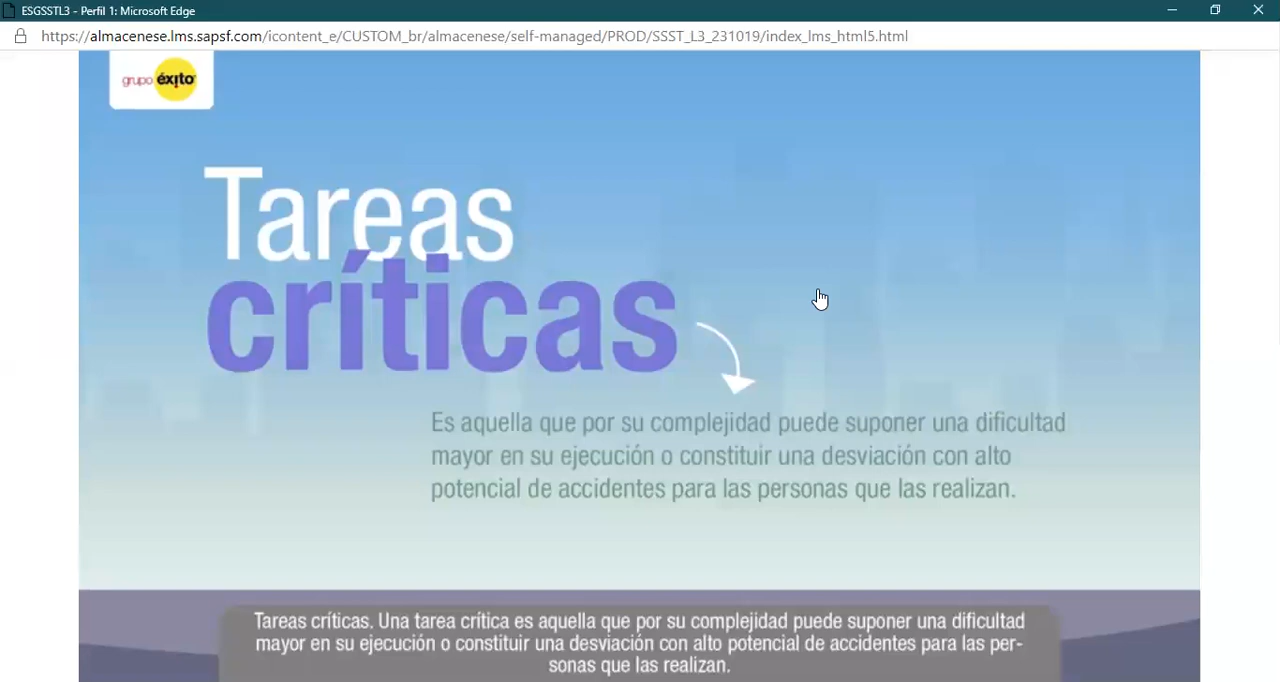 ESGSSTL3 - Perfil 1: Microsoft Edge
https://almacenese.lms.sapsf.com/icontent_e/CUSTOM_br/almacenese/self-managed/PROD/SSST_L3_231019/index_lms_html5.html
grupo éxito
Tareas
críticas
Es aquella que por su complejidad puede suponer una dificultad
mayor en su ejecución o constituir una desviación con alto
potencial de accidentes para las personas que las realizan.
Tareas críticas. Una tarea crítica es aquella que por su complejidad puede suponer una dificultad
mayor en su ejecución o constituir una desviación con alto potencial de accidentes para las per-
sonas que las realizan.